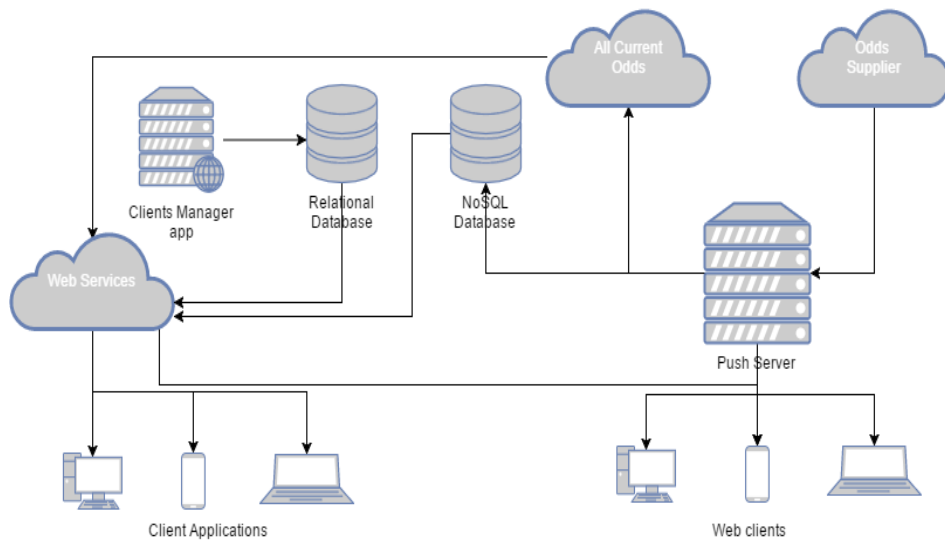 All Current
Odds
Odds
Supplier
Clients Manager
app
Relational
Database
NoSQL
Database
Web Services
Push Server
Client Applications
Web clients